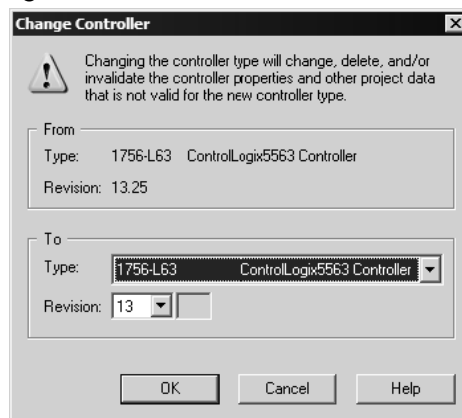 Change Controller
Changing the controller type will change, delete, and/or
invalidate the controller properties and other project data
that is not valid for the new controller type.
From
Type: 1756-L63 ControlLogix5563 Controller
Revision: 13.25
To
Type: 1756-L63 ControlLogix5563 Controller
Revision: 13
OK Cancel Help